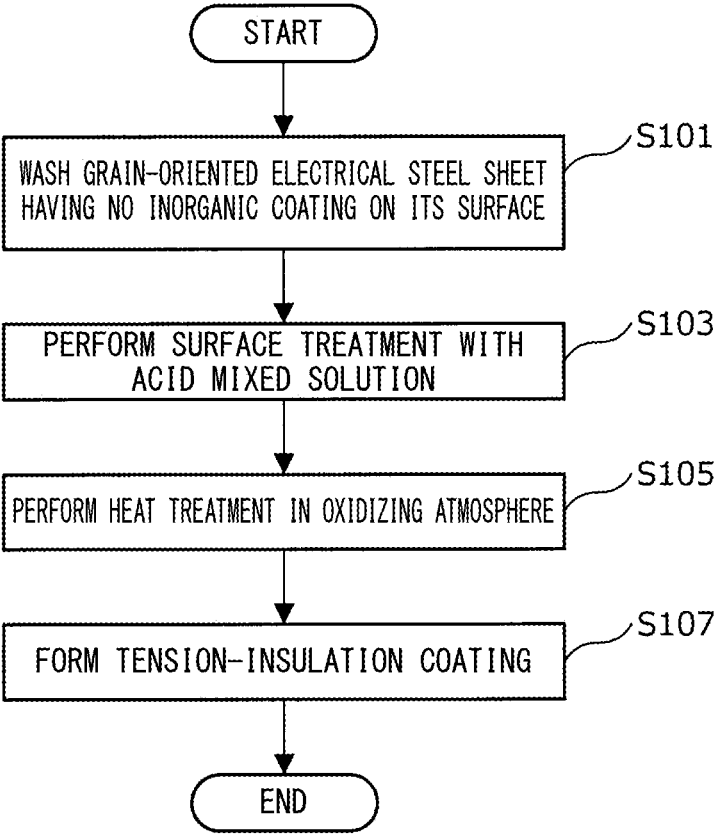 START
S101
WASH GRAIN-ORIENTED ELECTRICAL STEEL SHEET
HAVING NO INORGANIC COATING ON ITS SURFACE
S103
PERFORM SURFACE TREATMENT WITH
ACID MIXED SOLUTION
S105
PERFORM HEAT TREATMENT IN OXIDIZING ATMOSPHERE
S107
FORM TENSION-INSULATION COATING
END